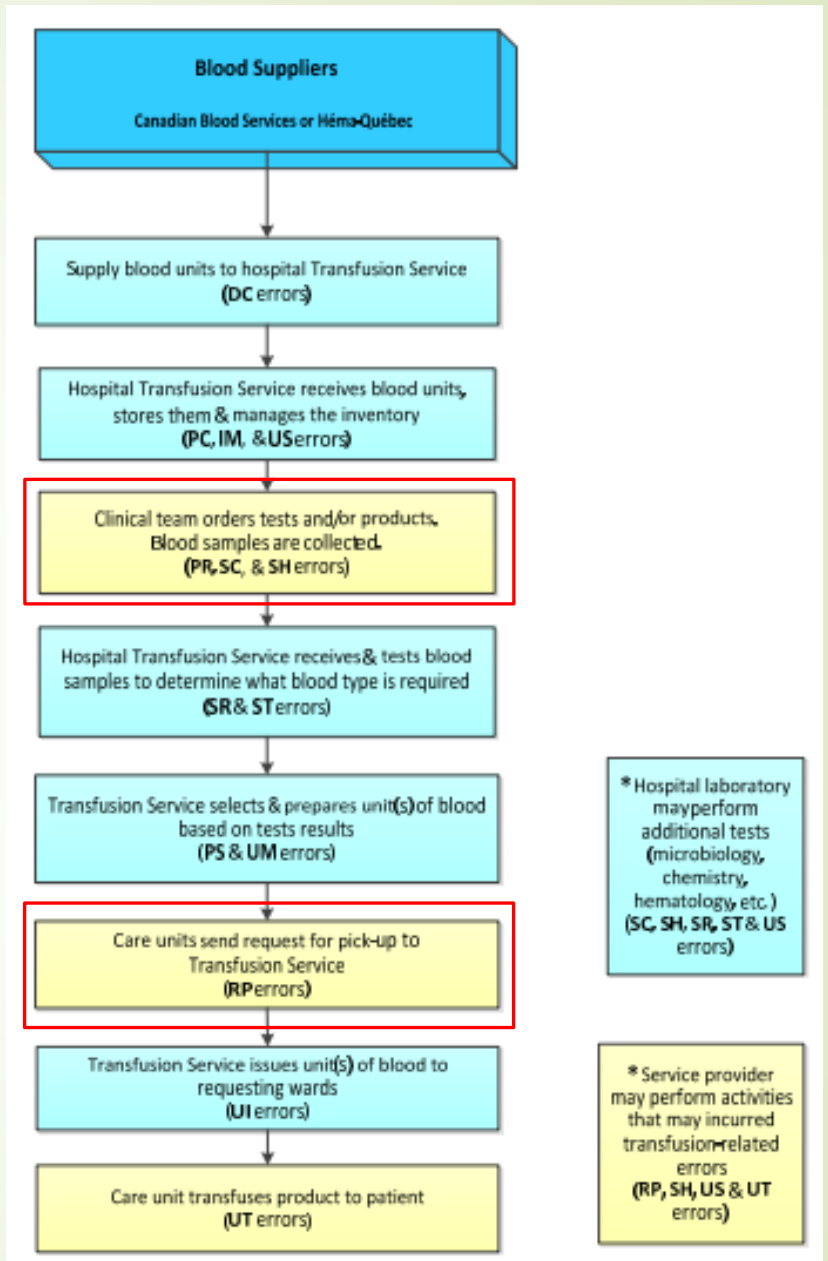 Blood Suppliers
Canadian Blood Services or Héma-Québec
Supply blood units to hospital Transfusion Service
(DC errors)
Hospital Transfusion Service receives blood units,
stores them & manages the inventory
(PC, IM, & US errors)
Clinical team orders tests and/or products.
Blood samples are collected.
(PR, SC, & SH errors)
Hospital Transfusion Service receives & tests blood
samples to determine what blood type is required
(SR & ST errors)
Transfusion Service selects & prepares unit(s) of blood
based on tests results
(PS & UM errors)
Care units send request for pick-up to
Transfusion Service
(RP errors)
Transfusion Service issues unit(s) of blood to
requesting wards
(UI errors)
Care unit transfuses product to patient
(UT errors)
* Hospital laboratory
may perform
additional tests
(microbiology,
chemistry,
hematology, etc.)
(SC, SH, SR, ST & US
errors)
* Service provider
may perform activities
that may incurred
transfusion-related
errors
(RP, SH, US & UT
errors)